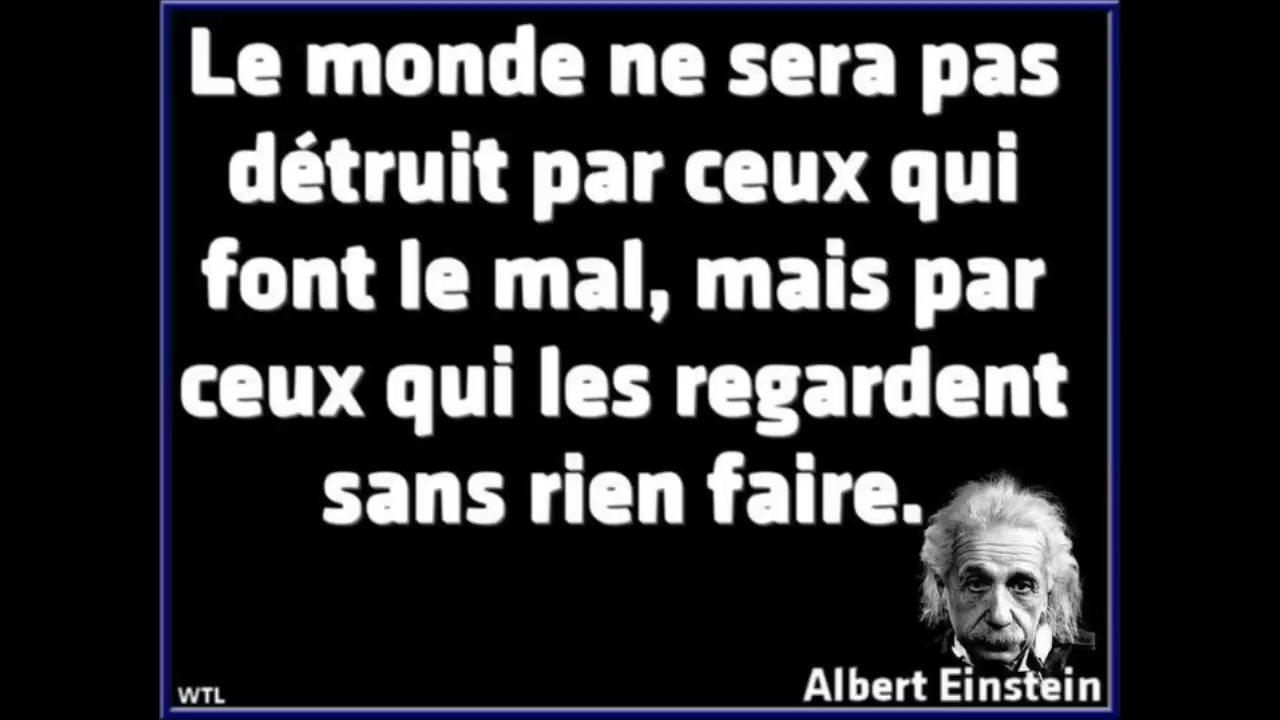 Le monde ne sera pas
détruit par ceux qui
font le mal, mais par
ceux qui les regardent
sans rien faire.
Albert Einstein
WTL